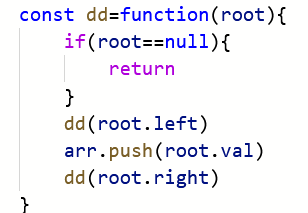 const dd=function(root){
    if(root==null){
        return
    }
    dd(root.left)
    arr.push(root.val)
    dd(root.right)
}